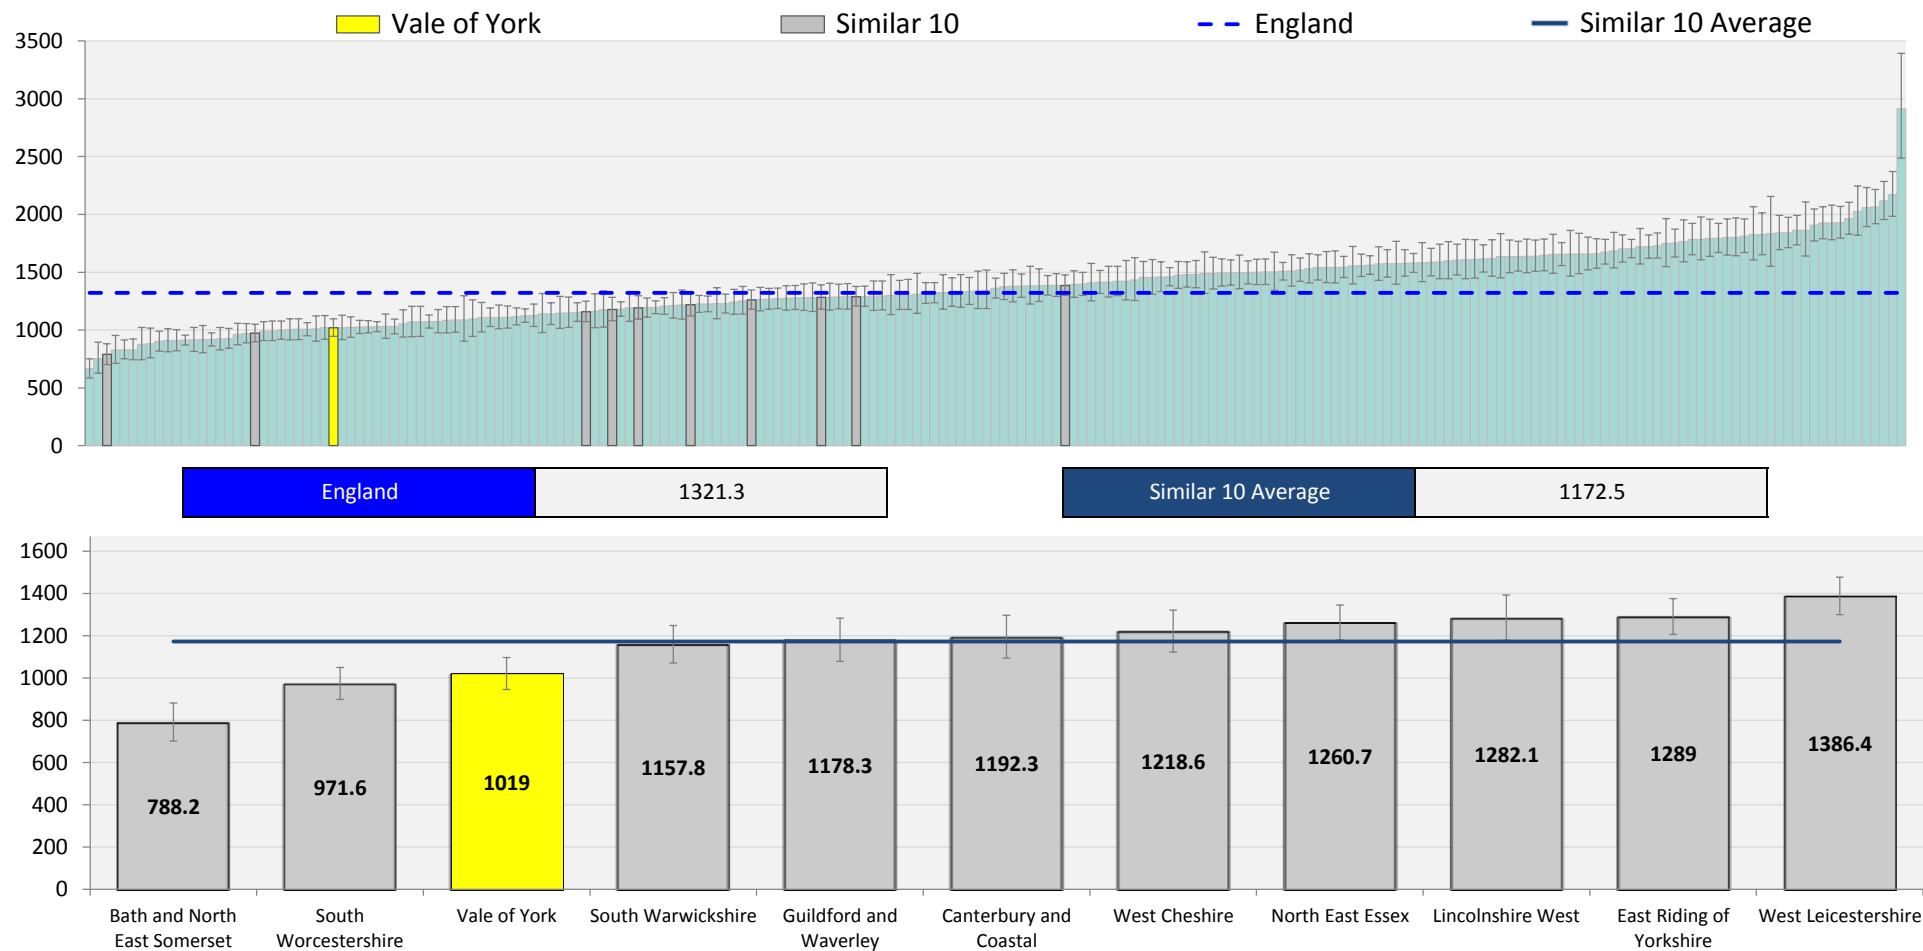 Vale of York
Similar 10
England
Similar 10 Average
3500
3000
2500
2000
1500
1000
500
0
England
1321.3
Similar 10 Average
1172.5
1600
1400
1200
1000
800
600
400
200
0
788.2
971.6
1019
1157.8
1178.3
1192.3
1218.6
1260.7
1282.1
1289
1386.4
Bath and North
East Somerset
South
Worcestershire
Vale of York
South Warwickshire
Guildford and
Waverley
Canterbury and
Coastal
West Cheshire
North East Essex
Lincolnshire West
East Riding of
Yorkshire
West Leicestershire